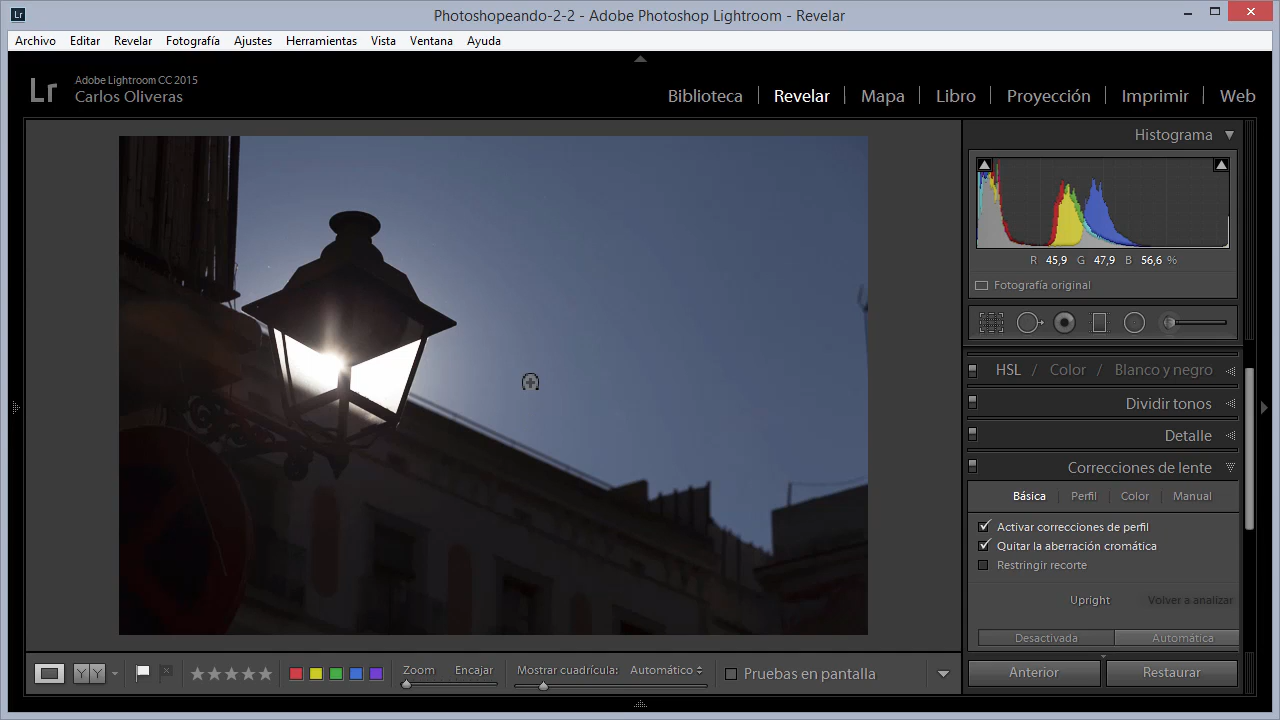 Lr
Photoshopeando-2-2 - Adobe Photoshop Lightroom - Revelar
Archivo Editar Revelar Fotografía Ajustes Herramientas Vista Ventana Ayuda
Lr
Adobe Lightroom CC 2015
Carlos Oliveras
Biblioteca Revelar Mapa Libro Proyección Imprimir Web
Histograma
R 45,9 G 47,9 B 56,6 %
Fotografía original
HSL / Color / Blanco y negro
Dividir tonos
Detalle
Correcciones de lente
Básica Perfil Color Manual
Activar correcciones de perfil
Quitar la aberración cromática
Restringir recorte
Upright Volver a analizar
Desactivada Automática
YY Zoom Encajar Mostrar cuadrícula: Automático Pruebas en pantalla
Anterior Restaurar